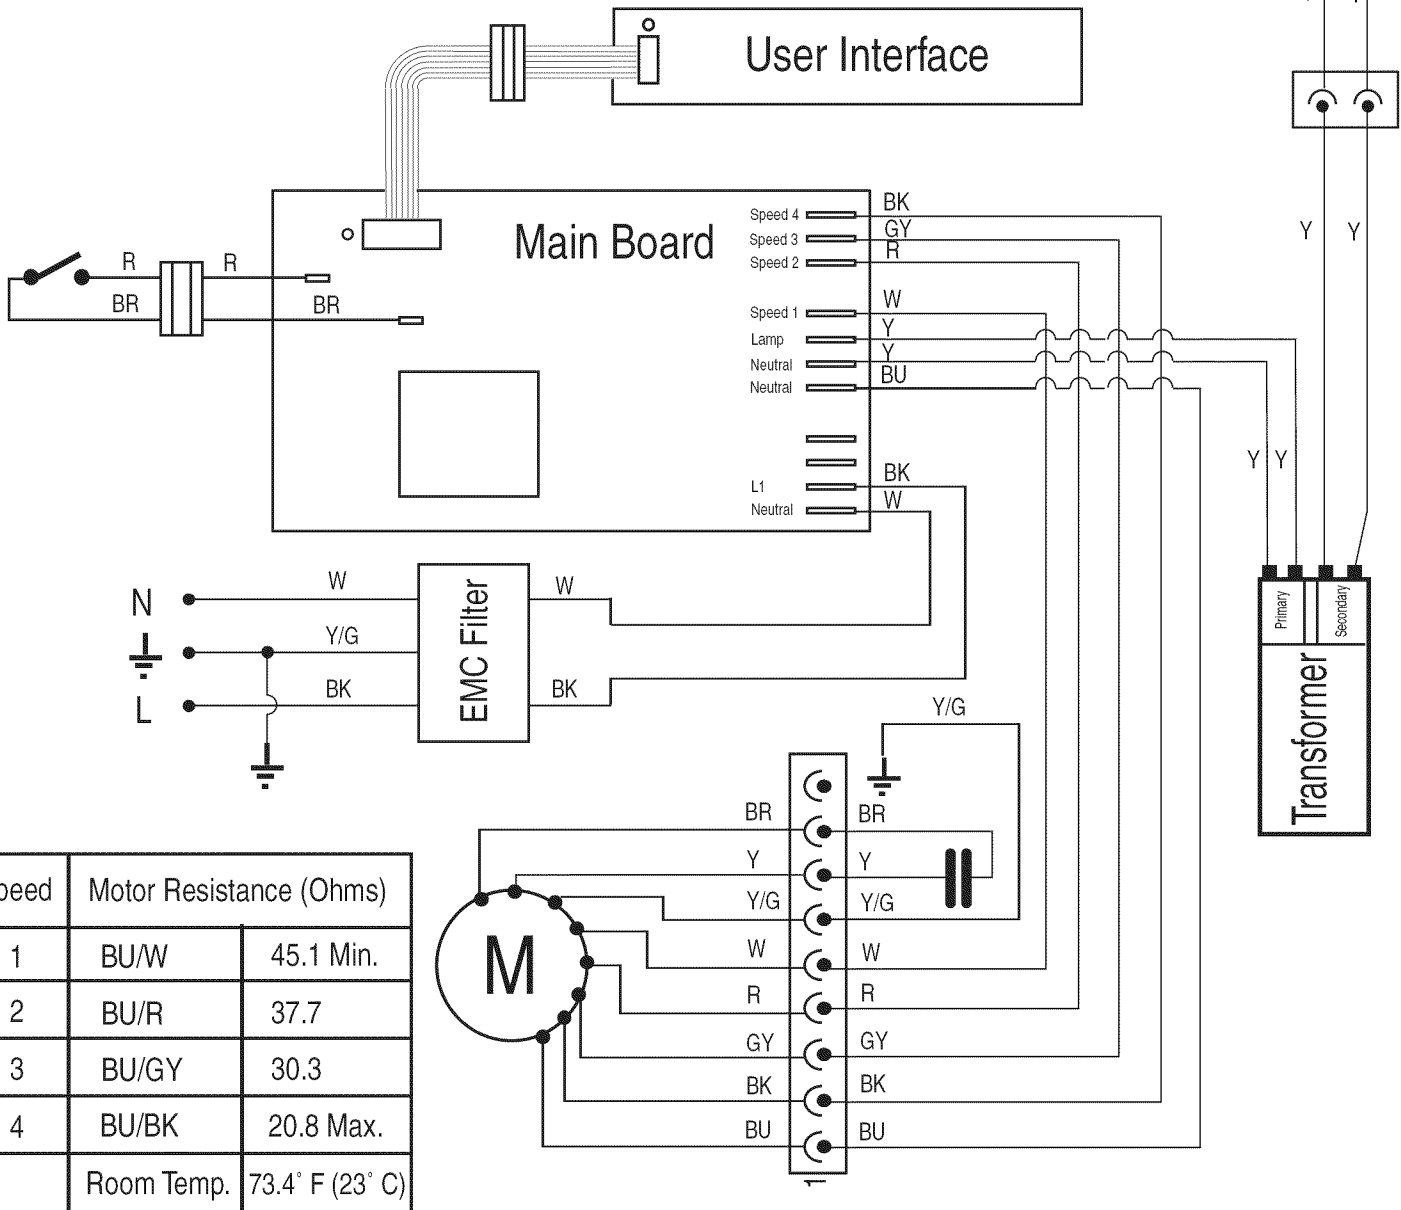 User Interface
Y Y
Main Board
Speed 4 BK
Speed 3 GY
Speed 2 R
Speed 1 W
Lamp Y
Neutral Y
Neutral BU
R R
BR BR
Y Y
L1 BK
Neutral W
N W W
Y/G
L BK BK
EMC Filter
Primary
Secondary
Transformer
Y/G
BR BR
Y Y
Y/G Y/G
W W
R R
GY GY
BK BK
BU BU
1
M
peed Motor Resistance (Ohms)
1 BU/W 45.1 Min.
2 BU/R 37.7
3 BU/GY 30.3
4 BU/BK 20.8 Max.
Room Temp. 73.4° F (23° C)